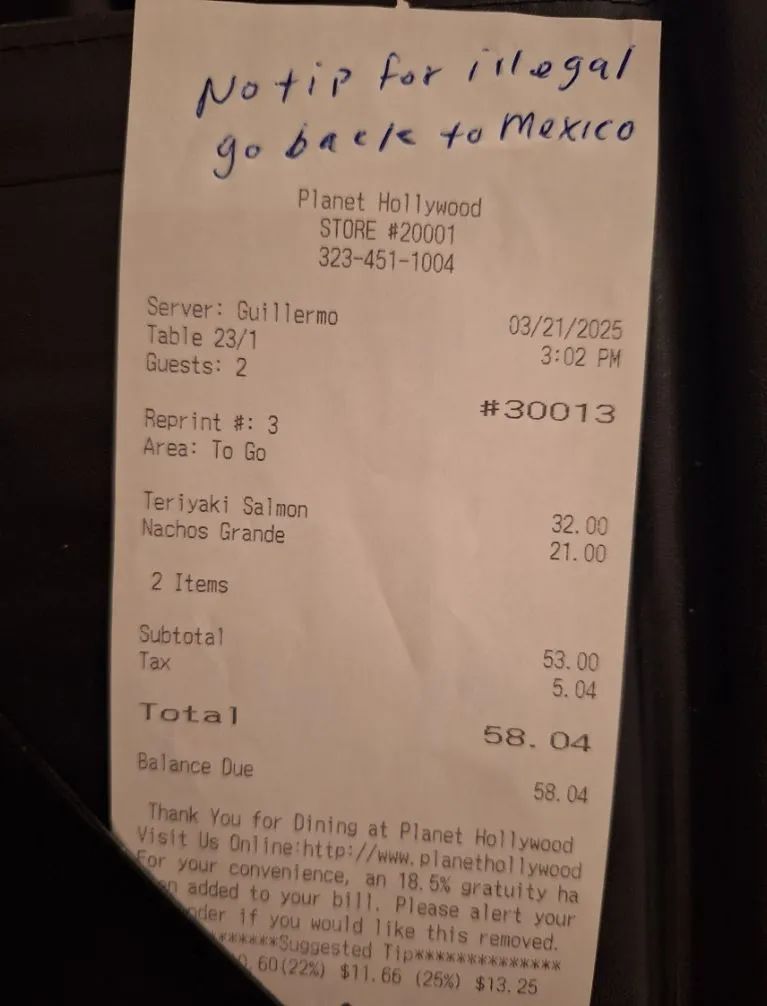 No tip for illegal
go back to Mexico
Planet Hollywood
STORE #20001
323-451-1004
Server: Guillermo
03/21/2025
Table 23/1
3:02 PM
Guests: 2
#30013
Reprint #: 3
Area: To Go
Teriyaki Salmon 32.00
Nachos Grande 21.00
2 Items
Subtotal 53.00
Tax 5.04
Total 58.04
Balance Due 58.04
Thank You for Dining at Planet Hollywood
Visit Us Online:http://www.planethollywood
For your convenience, an 18.5% gratuity ha
added to your bill. Please alert your
if you would like this removed.
*******Suggested Tip**************
(22%) $11.66 (25%) $13.25